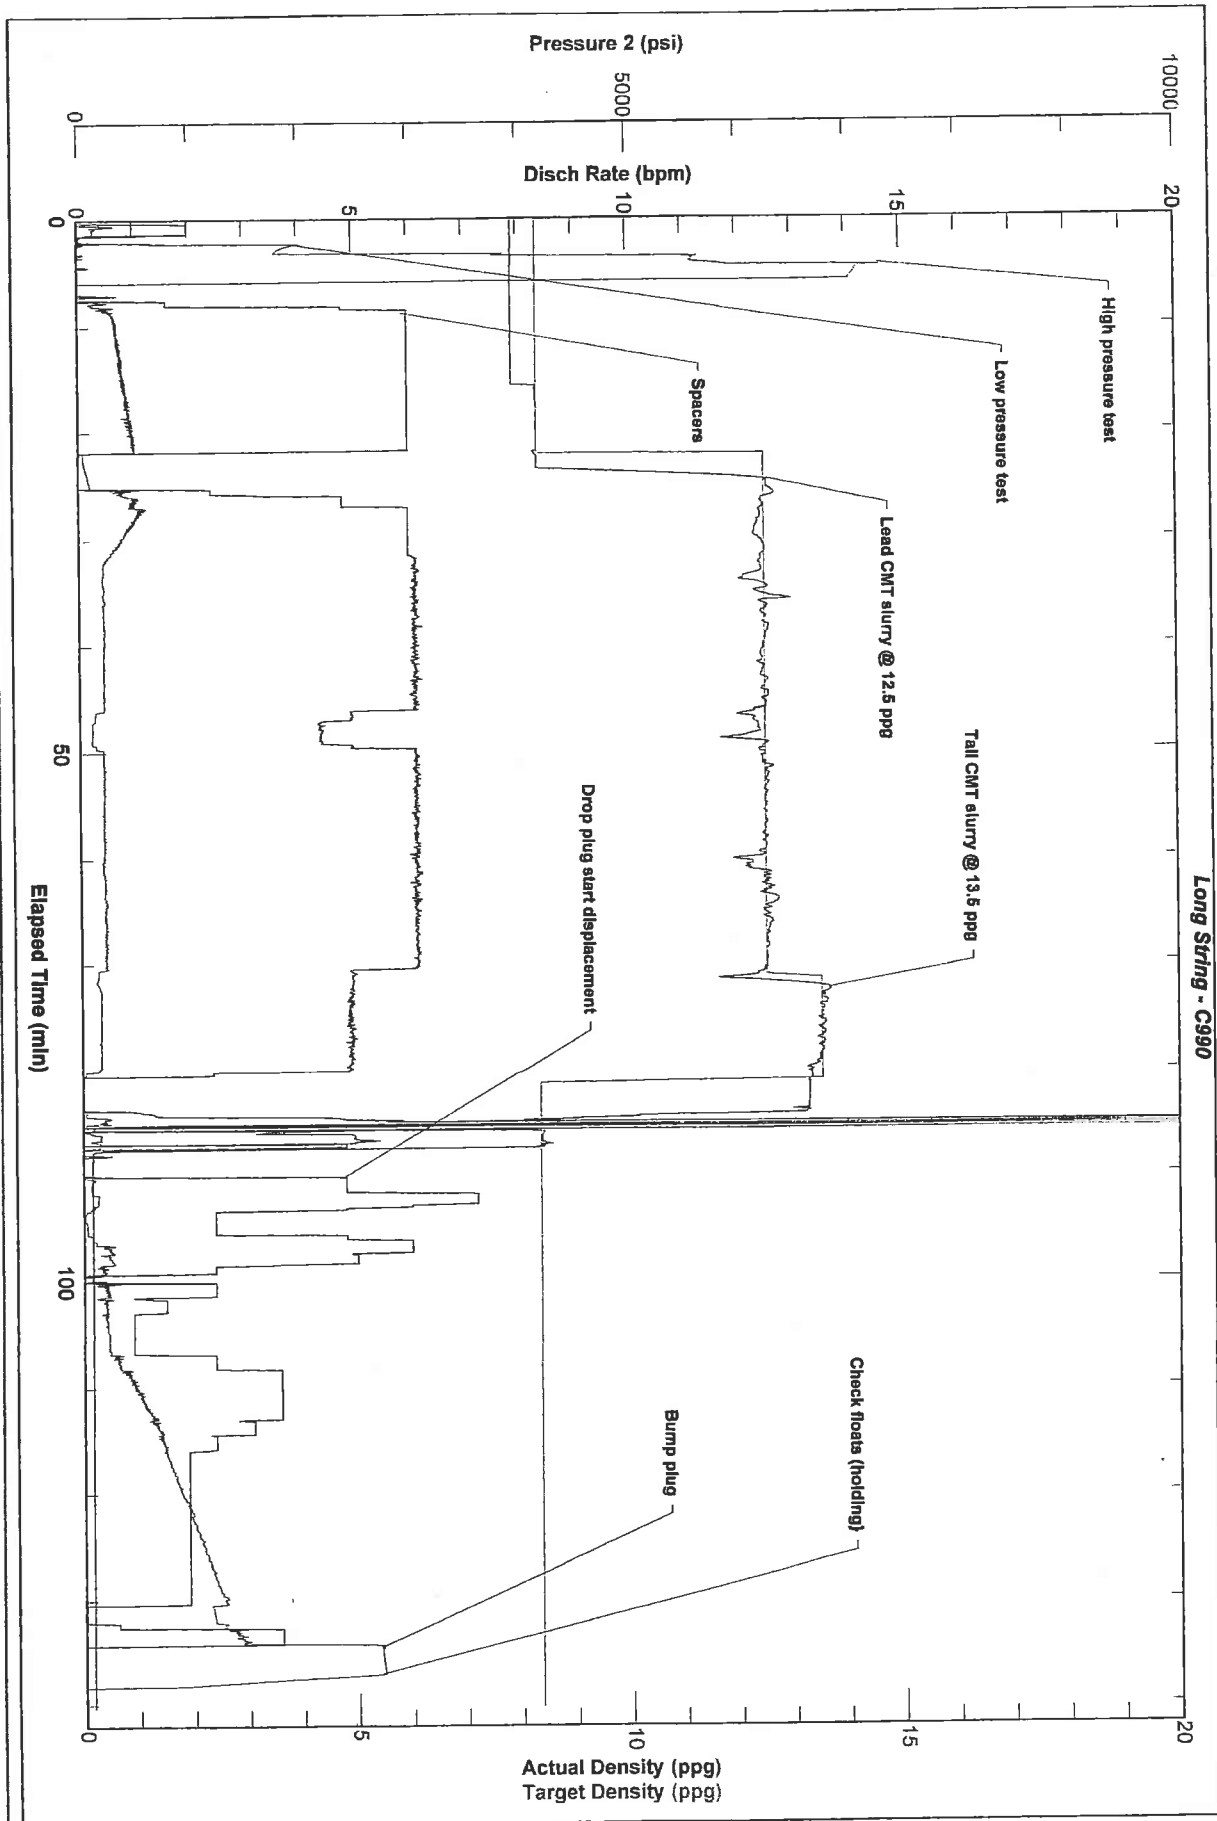 Long String - C990
Pressure 2 (psi)
5000
10000
0
Disch Rate (bpm)
0
5
10
15
20
High pressure test
Low pressure test
Spacers
Lead CMT slurry @ 12.5 ppg
Tail CMT slurry @ 13.5 ppg
Drop plug start displacement
Check floats (holding)
Bump plug
0
50
100
Elapsed Time (min)
0
5
10
15
20
Actual Density (ppg)
Target Density (ppg)